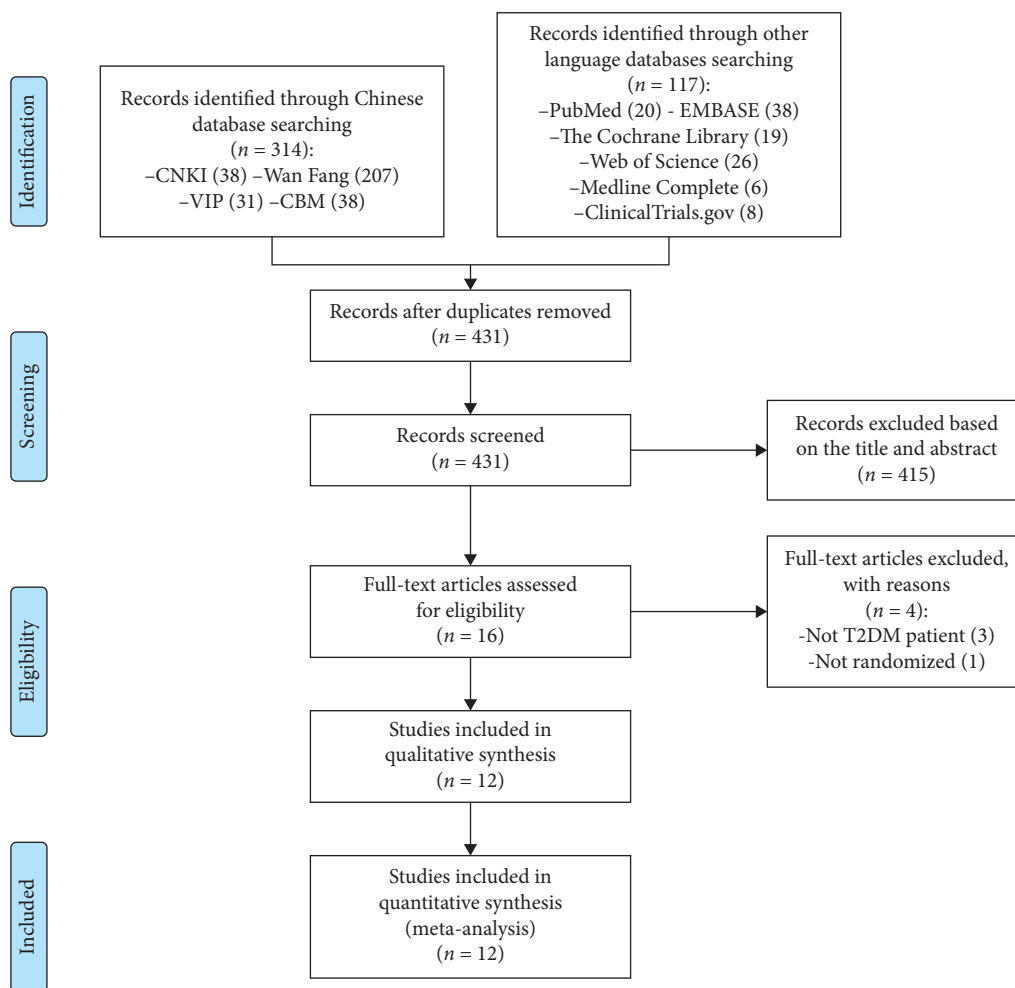 Identification
Records identified through Chinese
database searching
(n = 314):
–CNKI (38) –Wan Fang (207)
–VIP (31) –CBM (38)
Records identified through other
language databases searching
(n = 117):
–PubMed (20) - EMBASE (38)
–The Cochrane Library (19)
–Web of Science (26)
–Medline Complete (6)
–ClinicalTrials.gov (8)
Records after duplicates removed
(n = 431)
Screening
Records screened
(n = 431)
Records excluded based
on the title and abstract
(n = 415)
Eligibility
Full-text articles assessed
for eligibility
(n = 16)
Full-text articles excluded,
with reasons
(n = 4):
-Not T2DM patient (3)
-Not randomized (1)
Studies included in
qualitative synthesis
(n = 12)
Included
Studies included in
quantitative synthesis
(meta-analysis)
(n = 12)